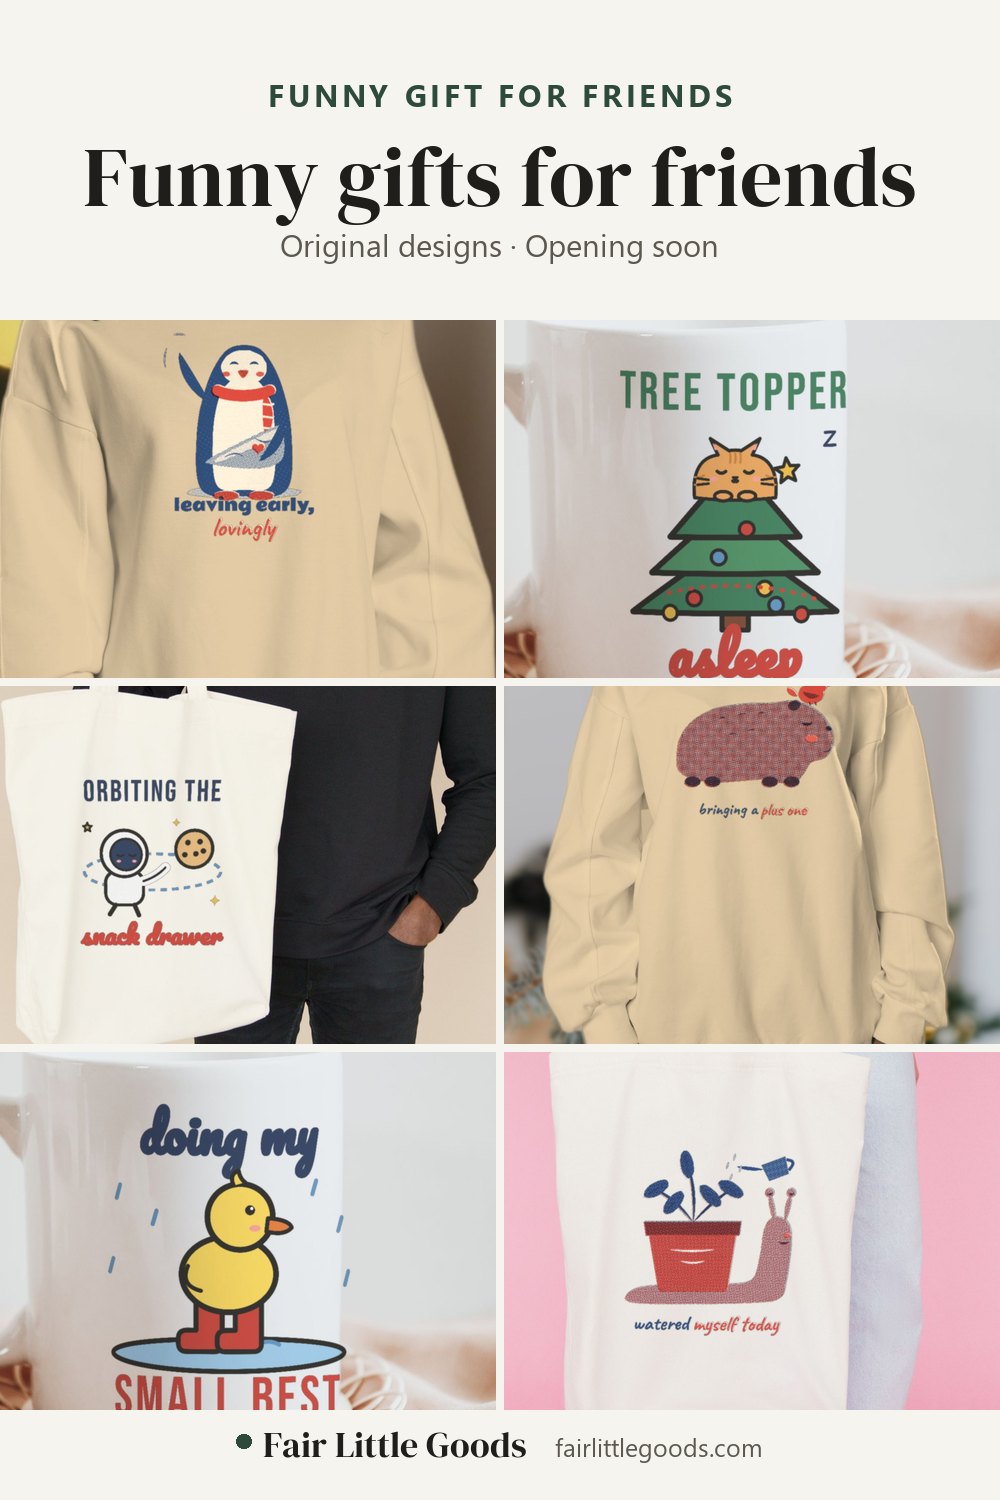 FUNNY GIFT FOR FRIENDS
Funny gifts for friends
Original designs · Opening soon
leaving early,
lovingly
TREE TOPPER
z
asleep
ORBITING THE
snack drawer
bringing a plus one
doing my
SMALL BEST
watered myself today
Fair Little Goods fairlittlegoods.com